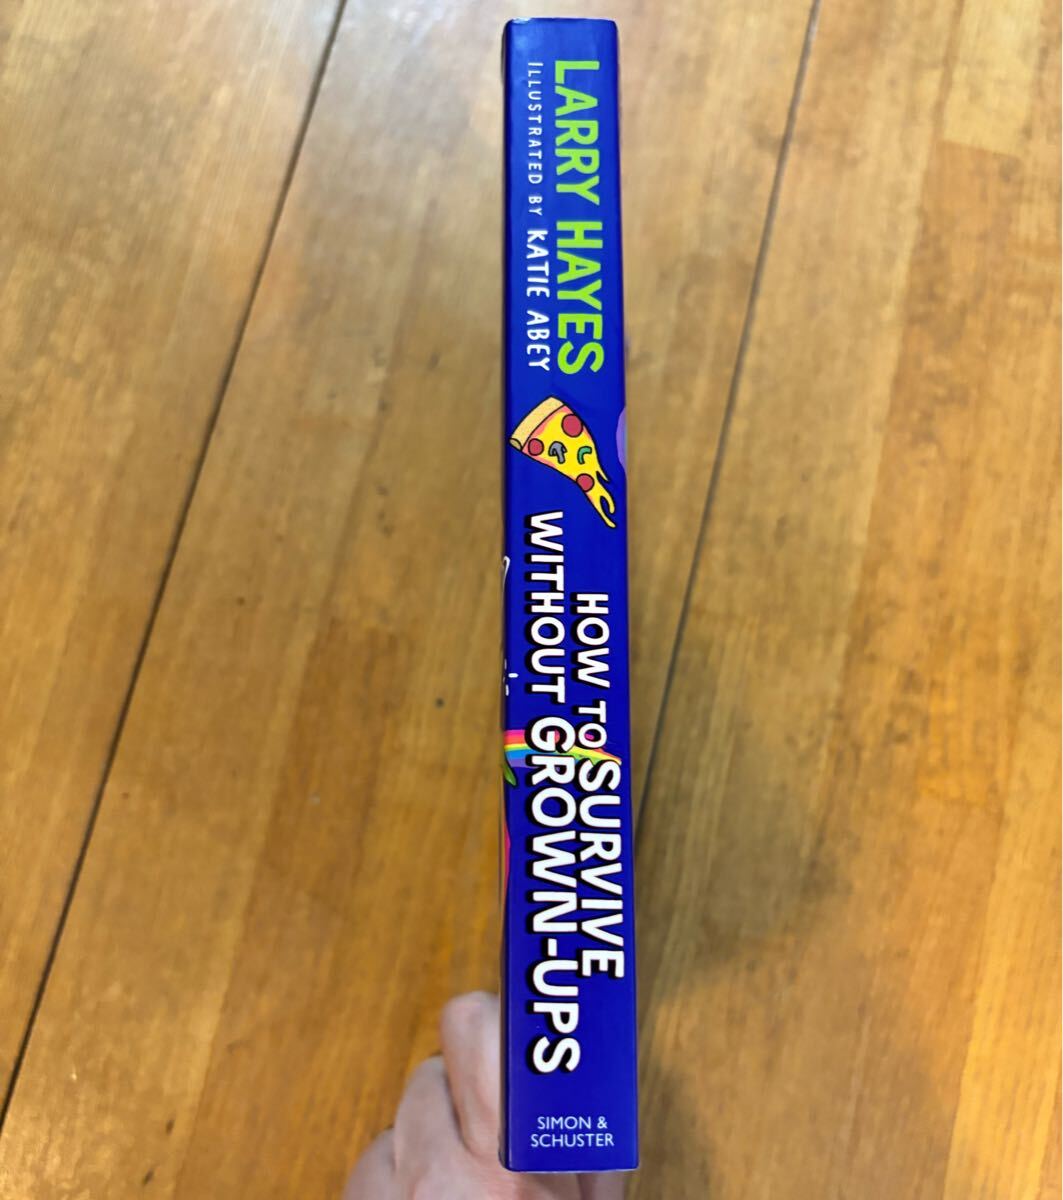 LARRY HAYES
ILLUSTRATED BY KATIE ABEY
HOW TO SURVIVE
WITHOUT GROWN-UPS
SIMON &
SCHUSTER